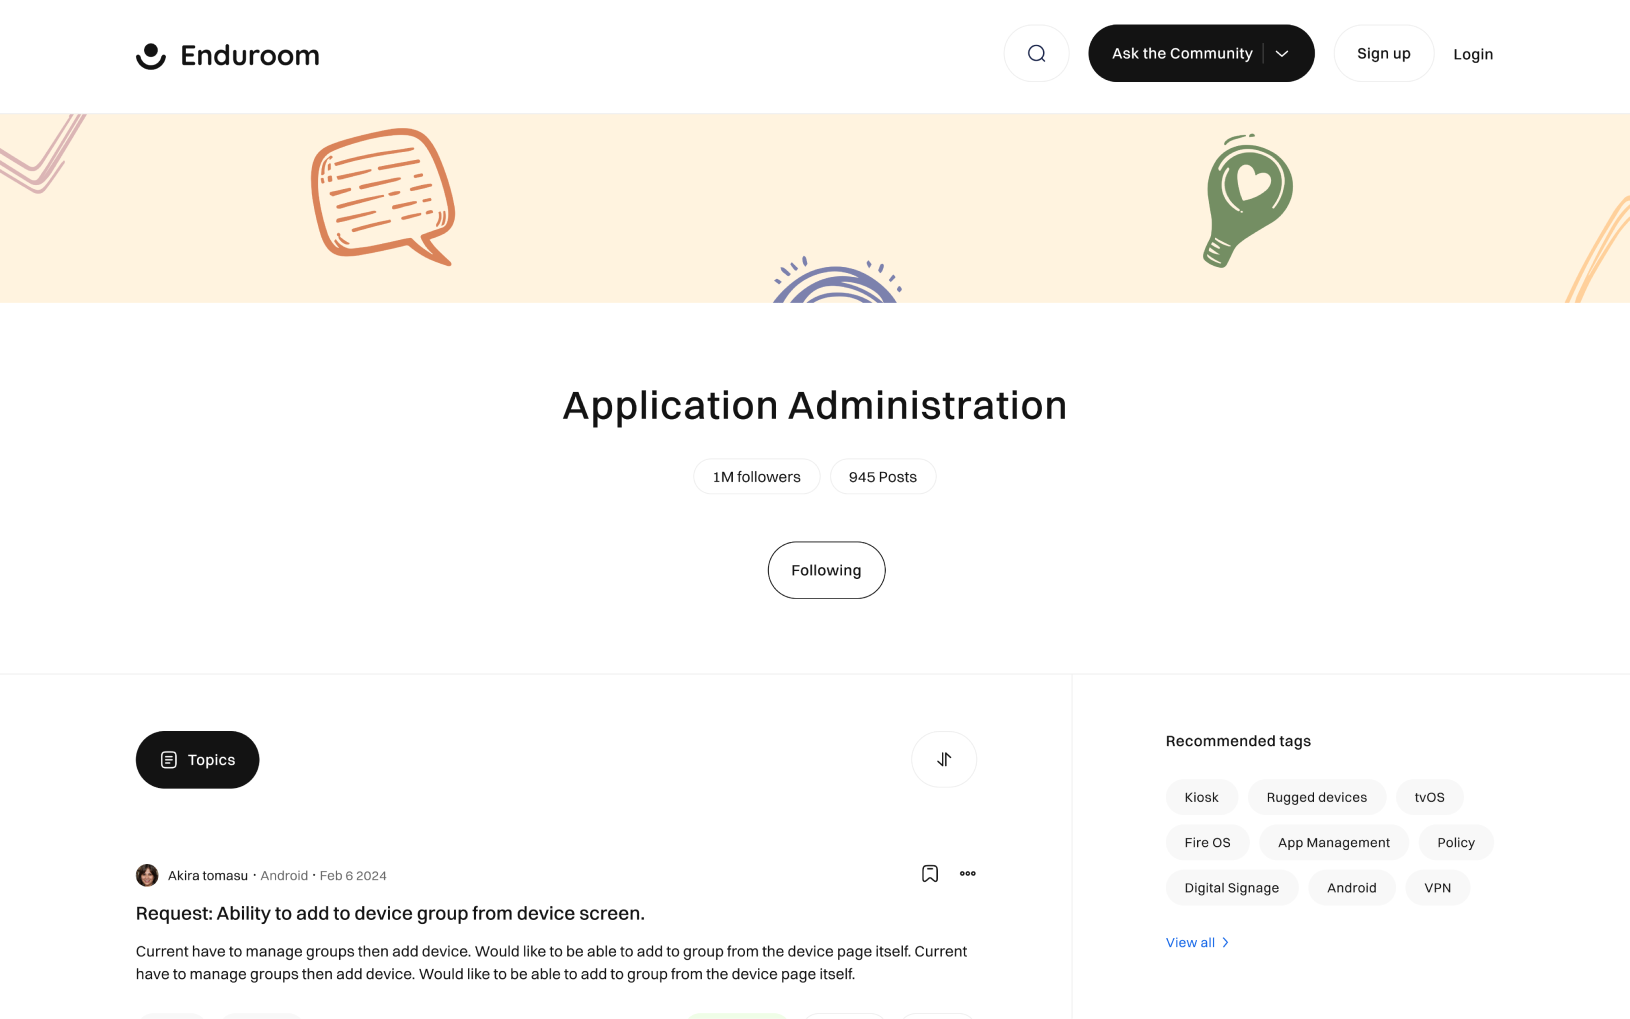 Enduroom
Ask the Community
Sign up
Login
Application Administration
1M followers
945 Posts
Following
Topics
Akira tomasu · Android · Feb 6 2024
Request: Ability to add to device group from device screen.
Current have to manage groups then add device. Would like to be able to add to group from the device page itself. Current
have to manage groups then add device. Would like to be able to add to group from the device page itself.
Recommended tags
Kiosk
Rugged devices
tvOS
Fire OS
App Management
Policy
Digital Signage
Android
VPN
View all